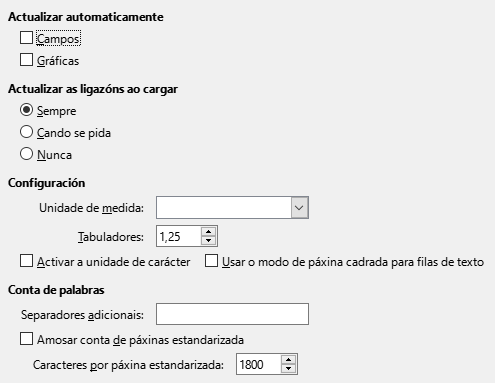 Actualizar automaticamente
Campos
Gráficas
Actualizar as ligazóns ao cargar
Sempre
Cando se pida
Nunca
Configuración
Unidade de medida:
Tabuladores: 1,25
Activar a unidade de carácter Usar o modo de páxina cadrada para filas de texto
Conta de palabras
Separadores adicionais:
Amosar conta de páxinas estandarizada
Caracteres por páxina estandarizada: 1800